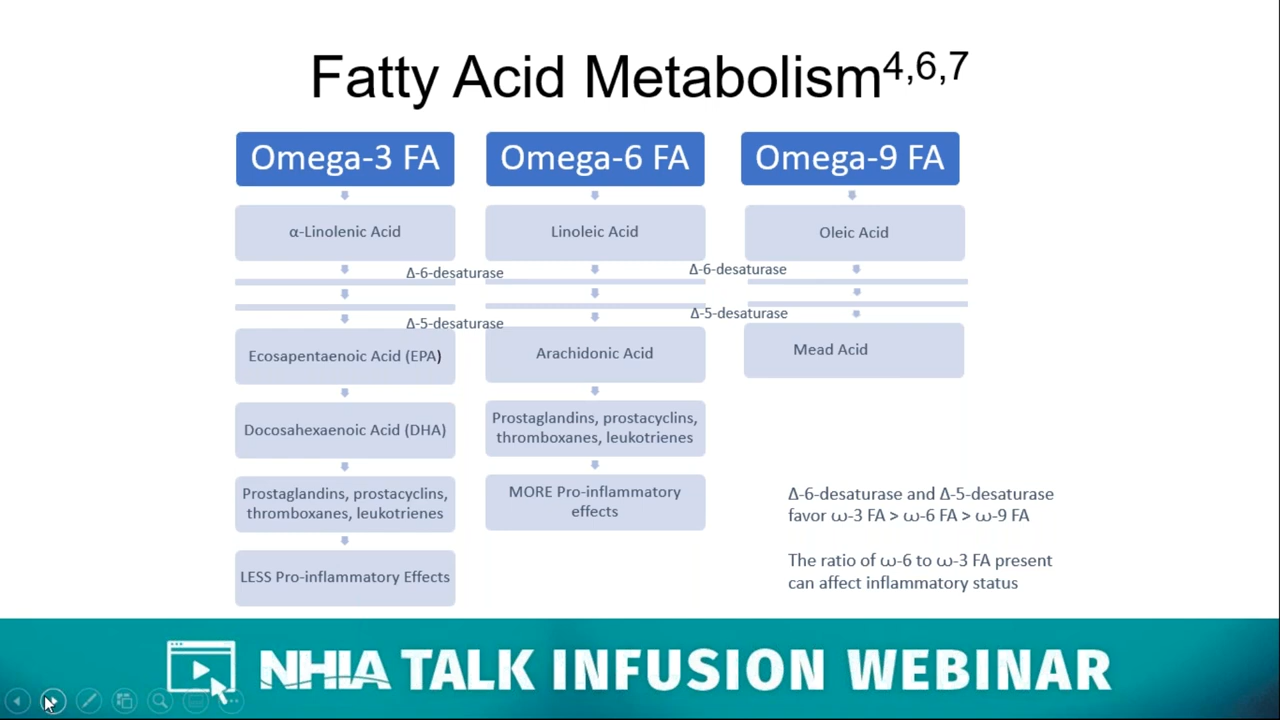 Fatty Acid Metabolism4,6,7
Omega-3 FA
Omega-6 FA
Omega-9 FA
α-Linolenic Acid
Linoleic Acid
Oleic Acid
Δ-6-desaturase
Δ-6-desaturase
Δ-5-desaturase
Δ-5-desaturase
Ecosapentaenoic Acid (EPA)
Arachidonic Acid
Mead Acid
Docosahexaenoic Acid (DHA)
Prostaglandins, prostacyclins,
thromboxanes, leukotrienes
Prostaglandins, prostacyclins,
thromboxanes, leukotrienes
MORE Pro-inflammatory
effects
LESS Pro-inflammatory Effects
Δ-6-desaturase and Δ-5-desaturase
favor ω-3 FA > ω-6 FA > ω-9 FA
The ratio of ω-6 to ω-3 FA present
can affect inflammatory status
NHIA TALK INFUSION WEBINAR